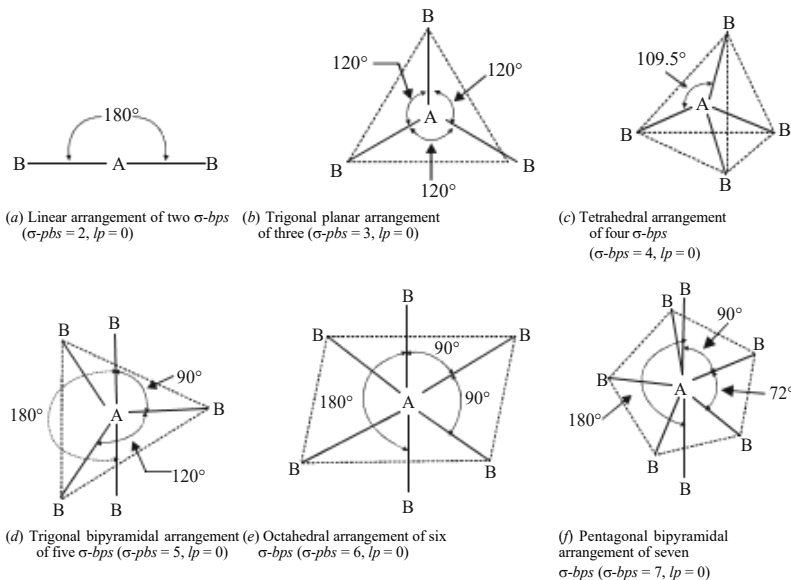 B
A
B
180°
B
120°
120°
A
B
B
120°
B
109.5°
A
B
B
B
(a) Linear arrangement of two σ-bps
(σ-pbs = 2, lp = 0)
(b) Trigonal planar arrangement
of three (σ-pbs = 3, lp = 0)
(c) Tetrahedral arrangement
of four σ-bps
(σ-bps = 4, lp = 0)
B
B
90°
180°
A
B
120°
B
B
B
B
B
90°
180°
A
90°
B
B
B
B
B
90°
B
B
A
72°
180°
B
B
B
(d) Trigonal bipyramidal arrangement
of five σ-bps (σ-pbs = 5, lp = 0)
(e) Octahedral arrangement of six
σ-bps (σ-pbs = 6, lp = 0)
(f) Pentagonal bipyramidal
arrangement of seven
σ-bps (σ-bps = 7, lp = 0)